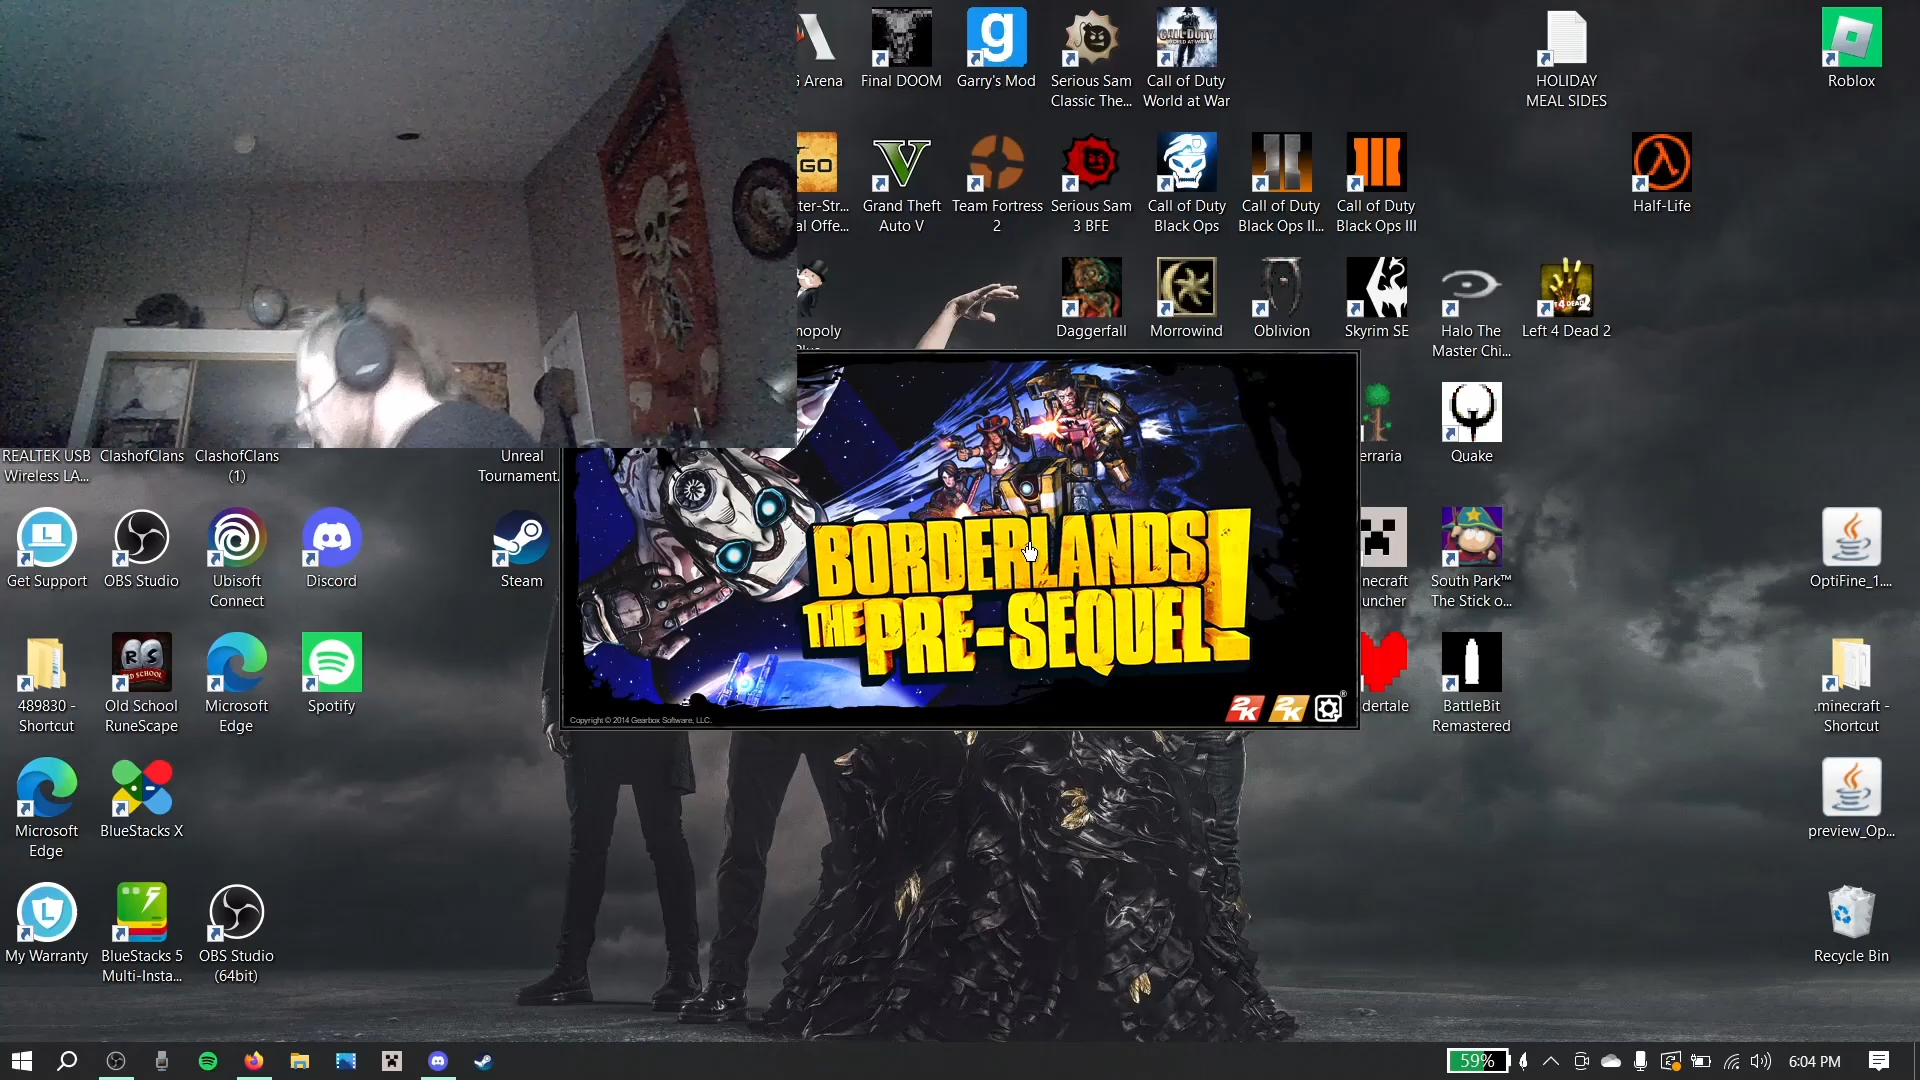 G Arena
Final DOOM
Garry's Mod
Serious Sam
Classic The...
Call of Duty
World at War
HOLIDAY
MEAL SIDES
Roblox
GO
ter-Str...
al Offe...
Grand Theft
Auto V
Team Fortress
2
Serious Sam
3 BFE
Call of Duty
Black Ops
Call of Duty
Black Ops II...
Call of Duty
Black Ops III
Half-Life
nopoly
Plus
Daggerfall
Morrowind
Oblivion
Skyrim SE
Halo The
Master Chi...
Left 4 Dead 2
REALTEK USB
Wireless LA...
ClashofClans
ClashofClans
(1)
Unreal
Tournament.
erraria
Quake
BORDERLANDS
THE PRE-SEQUEL!
Copyright © 2014 Gearbox Software, LLC.
2K
2K
Get Support
OBS Studio
Ubisoft
Connect
Discord
Steam
necraft
uncher
South Park™
The Stick o...
OptiFine_1....
489830 -
Shortcut
RS
OLD SCHOOL
Old School
RuneScape
Microsoft
Edge
Spotify
dertale
BattleBit
Remastered
.minecraft -
Shortcut
Microsoft
Edge
BlueStacks X
preview_Op...
My Warranty
BlueStacks 5
Multi-Insta...
OBS Studio
(64bit)
Recycle Bin
59%
6:04 PM